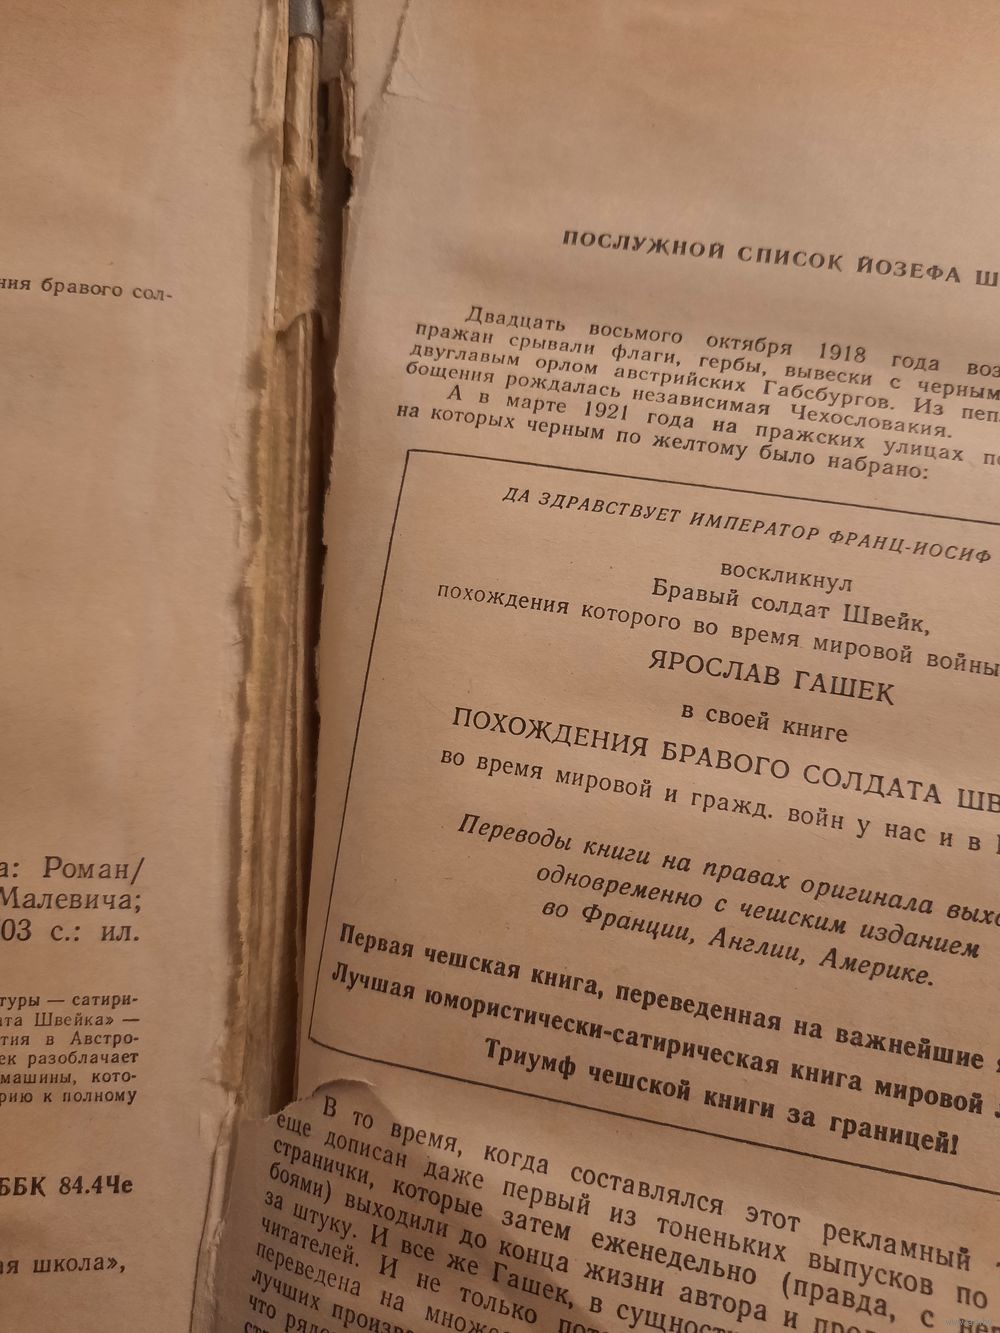 ния бравого сол-
а: Роман/
Малевича;
03 с.: ил.
туры — сатири-
ата Швейка» —
тия в Австро-
ек разоблачает
машины, кото-
рию к полному
ББК 84.4Че
ая школа»,
ПОСЛУЖНОЙ СПИСОК ЙОЗЕФА Ш
Двадцать восьмого октября 1918 года воз
пражан срывали флаги, гербы, вывески с черным
двуглавым орлом австрийских Габсбургов. Из пеп
бощения рождалась независимая Чехословакия.
А в марте 1921 года на пражских улицах по
на которых черным по желтому было набрано:
ДА ЗДРАВСТВУЕТ ИМПЕРАТОР ФРАНЦ-ИОСИФ
воскликнул
Бравый солдат Швейк,
похождения которого во время мировой войны
ЯРОСЛАВ ГАШЕК
в своей книге
ПОХОЖДЕНИЯ БРАВОГО СОЛДАТА ШВ
во время мировой и гражд. войн у нас и в
Переводы книги на правах оригинала выхо
одновременно с чешским изданием
во Франции, Англии, Америке.
Первая чешская книга, переведенная на важнейшие я
Лучшая юмористически-сатирическая книга мировой
Триумф чешской книги за границей!
В то время, когда составлялся этот рекламный
еще дописан даже первый из тоненьких выпусков по
странички, которые затем еженедельно (правда, с пе
боями) выходили до конца жизни автора и про
за штуку. И все же Гашек, в сущност
читателей. И не только пот
переведена на множес
лучших произв
что ряд